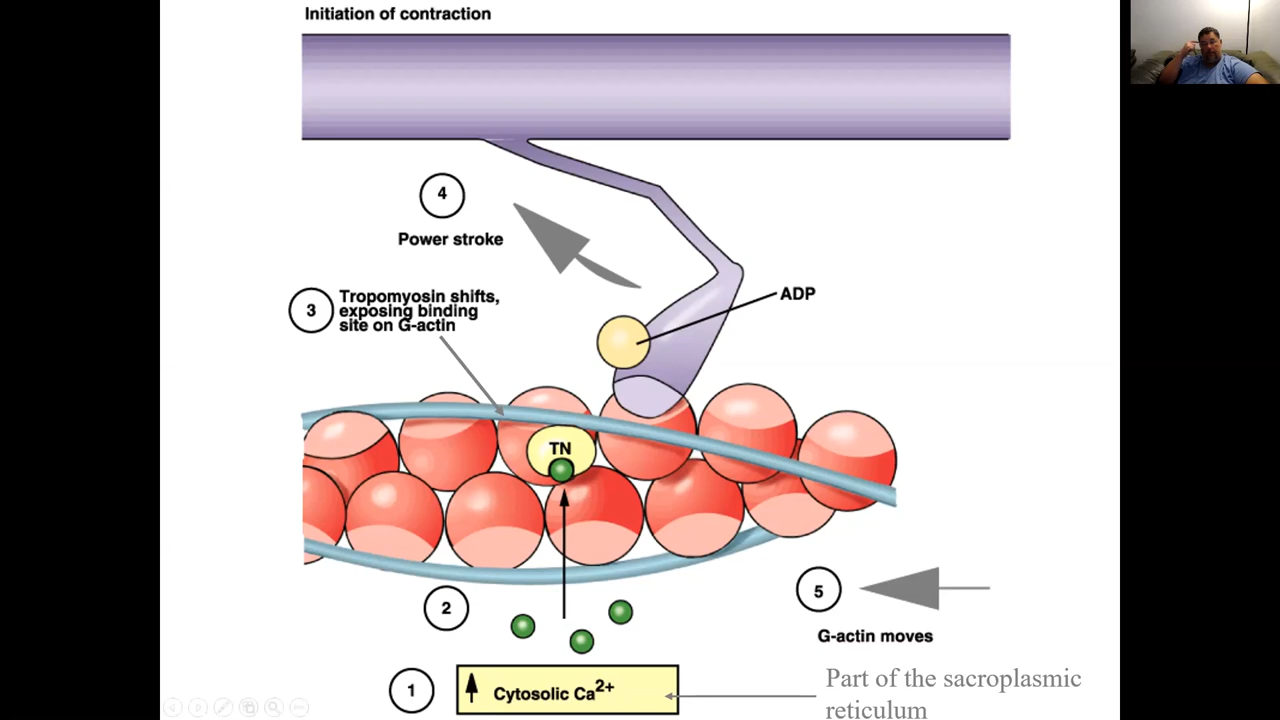 Initiation of contraction
4
Power stroke
ADP
3
Tropomyosin shifts,
exposing binding
site on G-actin
TN
2
5
G-actin moves
1
Cytosolic Ca2+
Part of the sacroplasmic
reticulum